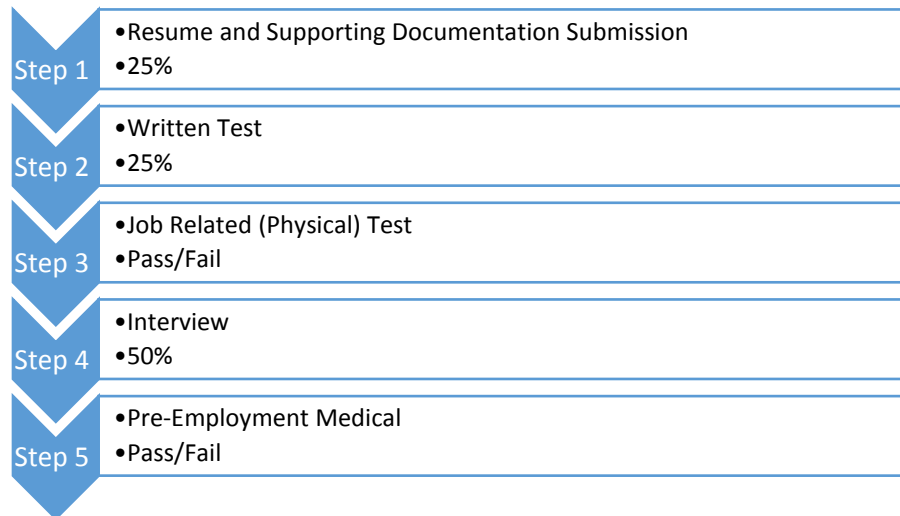 Step 1
•Resume and Supporting Documentation Submission
•25%
Step 2
•Written Test
•25%
Step 3
•Job Related (Physical) Test
•Pass/Fail
Step 4
•Interview
•50%
Step 5
•Pre-Employment Medical
•Pass/Fail